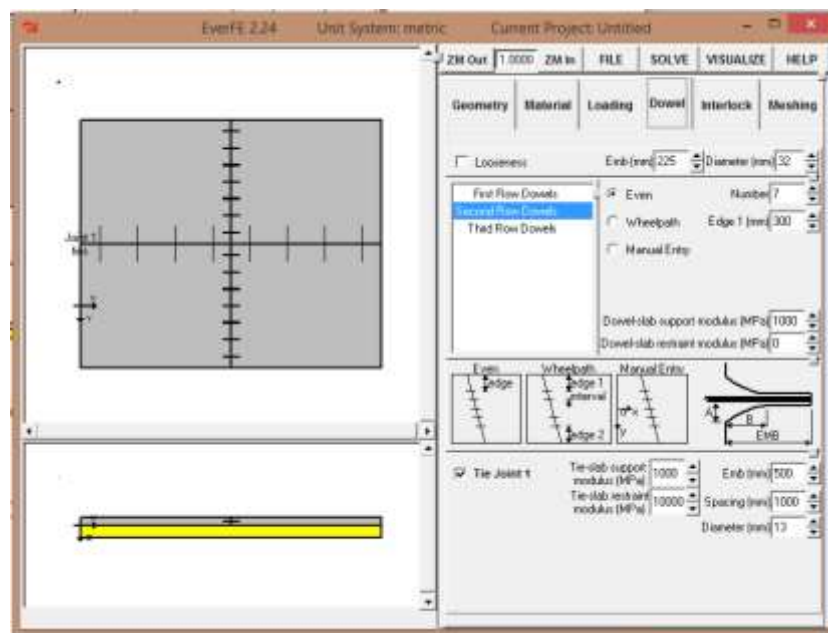 EverFE 2.24 Unit System: metric Current Project: Untitled
ZM Out 1.0000 ZM In FILE SOLVE VISUALIZE HELP
Geometry Material Loading Dowel Interlock Meshing
Looseness Emb (mm) 225 Diameter (mm) 32
First Row Dowels Even Number 7
Second Row Dowels Wheelpath Edge 1 (mm) 300
Third Row Dowels Manual Entry
Joint 1
Dowel-slab support modulus (MPa) 1000
Dowel-slab restraint modulus (MPa) 0
Even Wheelpath Manual Entry
edge edge 1
interval
edge 2
x
y
A B
EMB
Tie Joint 1 Tie-slab support modulus (MPa) 1000 Emb (mm) 500
Tie-slab restraint modulus (MPa) 10000 Spacing (mm) 1000
Diameter (mm) 13